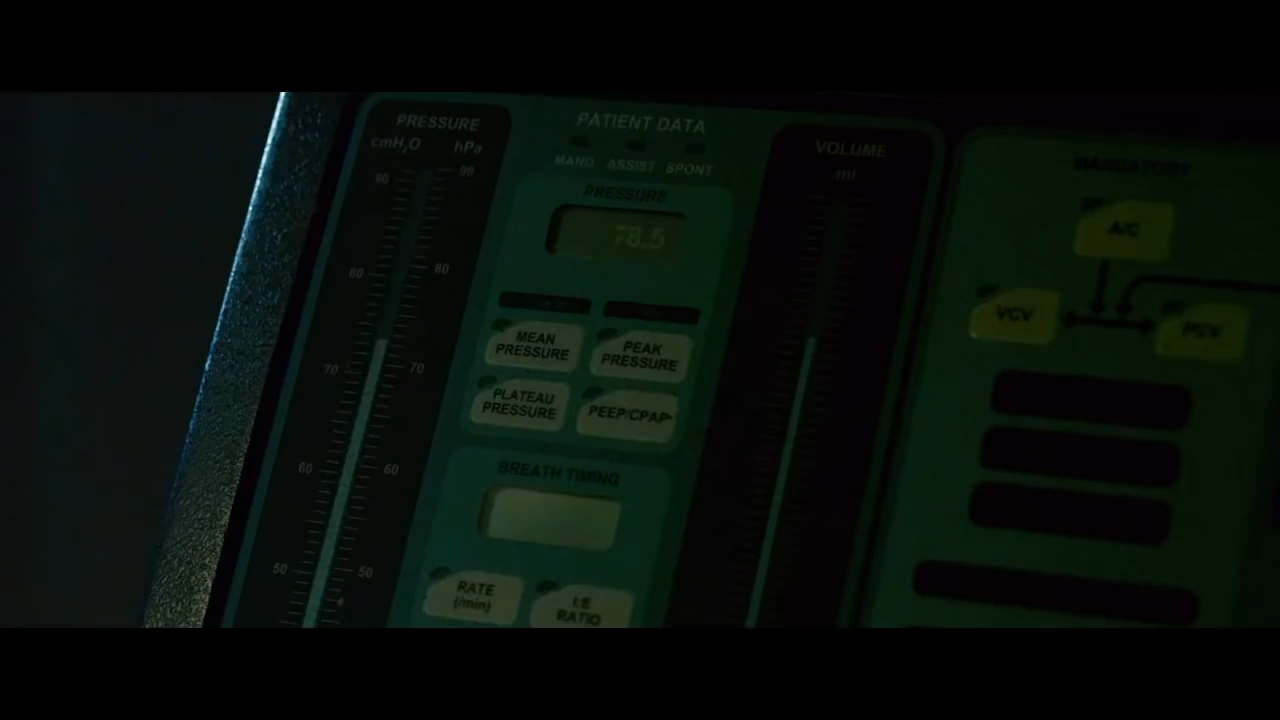 PRESSURE
cmH₂O hPa
90 90
80 80
70 70
60 60
50 50
PATIENT DATA
MAND ASSIST SPONT
PRESSURE
78.5
MEAN PRESSURE
PEAK PRESSURE
PLATEAU PRESSURE
PEEP/CPAP
BREATH TIMING
RATE (/min)
I:E RATIO
VOLUME
ml
MANDATORY
A/C
VCV
PCV